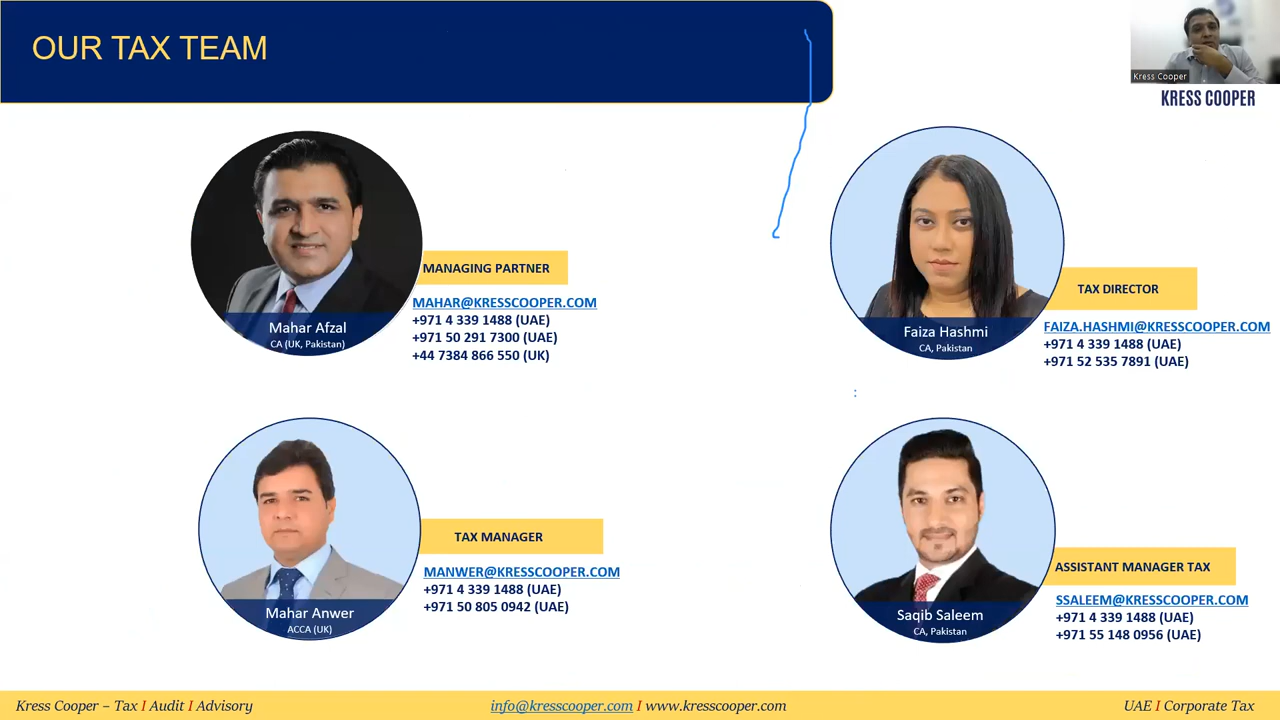 OUR TAX TEAM
Kress Cooper
KRESS COOPER
MANAGING PARTNER
MAHAR@KRESSCOOPER.COM
+971 4 339 1488 (UAE)
+971 50 291 7300 (UAE)
+44 7384 866 550 (UK)
Mahar Afzal
CA (UK, Pakistan)
TAX DIRECTOR
FAIZA.HASHMI@KRESSCOOPER.COM
+971 4 339 1488 (UAE)
+971 52 535 7891 (UAE)
Faiza Hashmi
CA, Pakistan
TAX MANAGER
MANWER@KRESSCOOPER.COM
+971 4 339 1488 (UAE)
+971 50 805 0942 (UAE)
Mahar Anwer
ACCA (UK)
ASSISTANT MANAGER TAX
SSALEEM@KRESSCOOPER.COM
+971 4 339 1488 (UAE)
+971 55 148 0956 (UAE)
Saqib Saleem
CA, Pakistan
Kress Cooper – Tax I Audit I Advisory
info@kresscooper.com I www.kresscooper.com
UAE I Corporate Tax